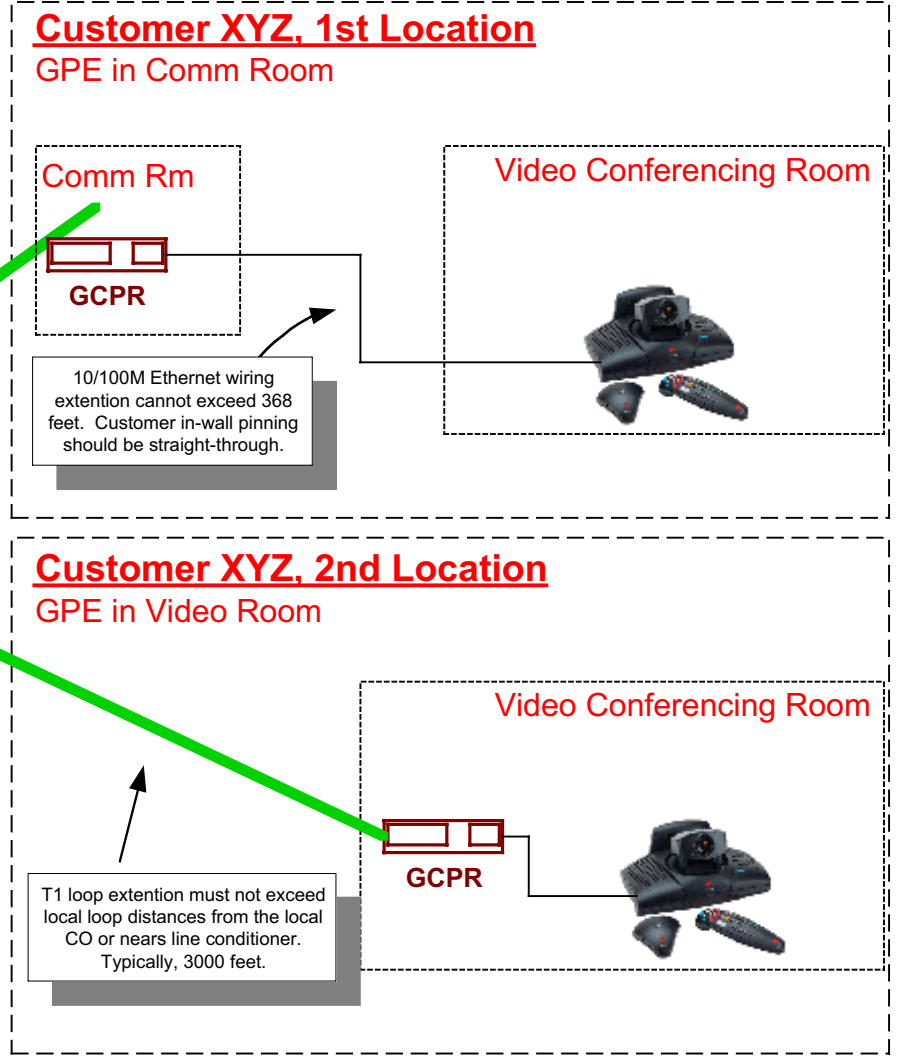 Customer XYZ, 1st Location
GPE in Comm Room
Comm Rm
Video Conferencing Room
GCPR
10/100M Ethernet wiring
extention cannot exceed 368
feet. Customer in-wall pinning
should be straight-through.
Customer XYZ, 2nd Location
GPE in Video Room
Video Conferencing Room
GCPR
T1 loop extention must not exceed
local loop distances from the local
CO or nears line conditioner.
Typically, 3000 feet.